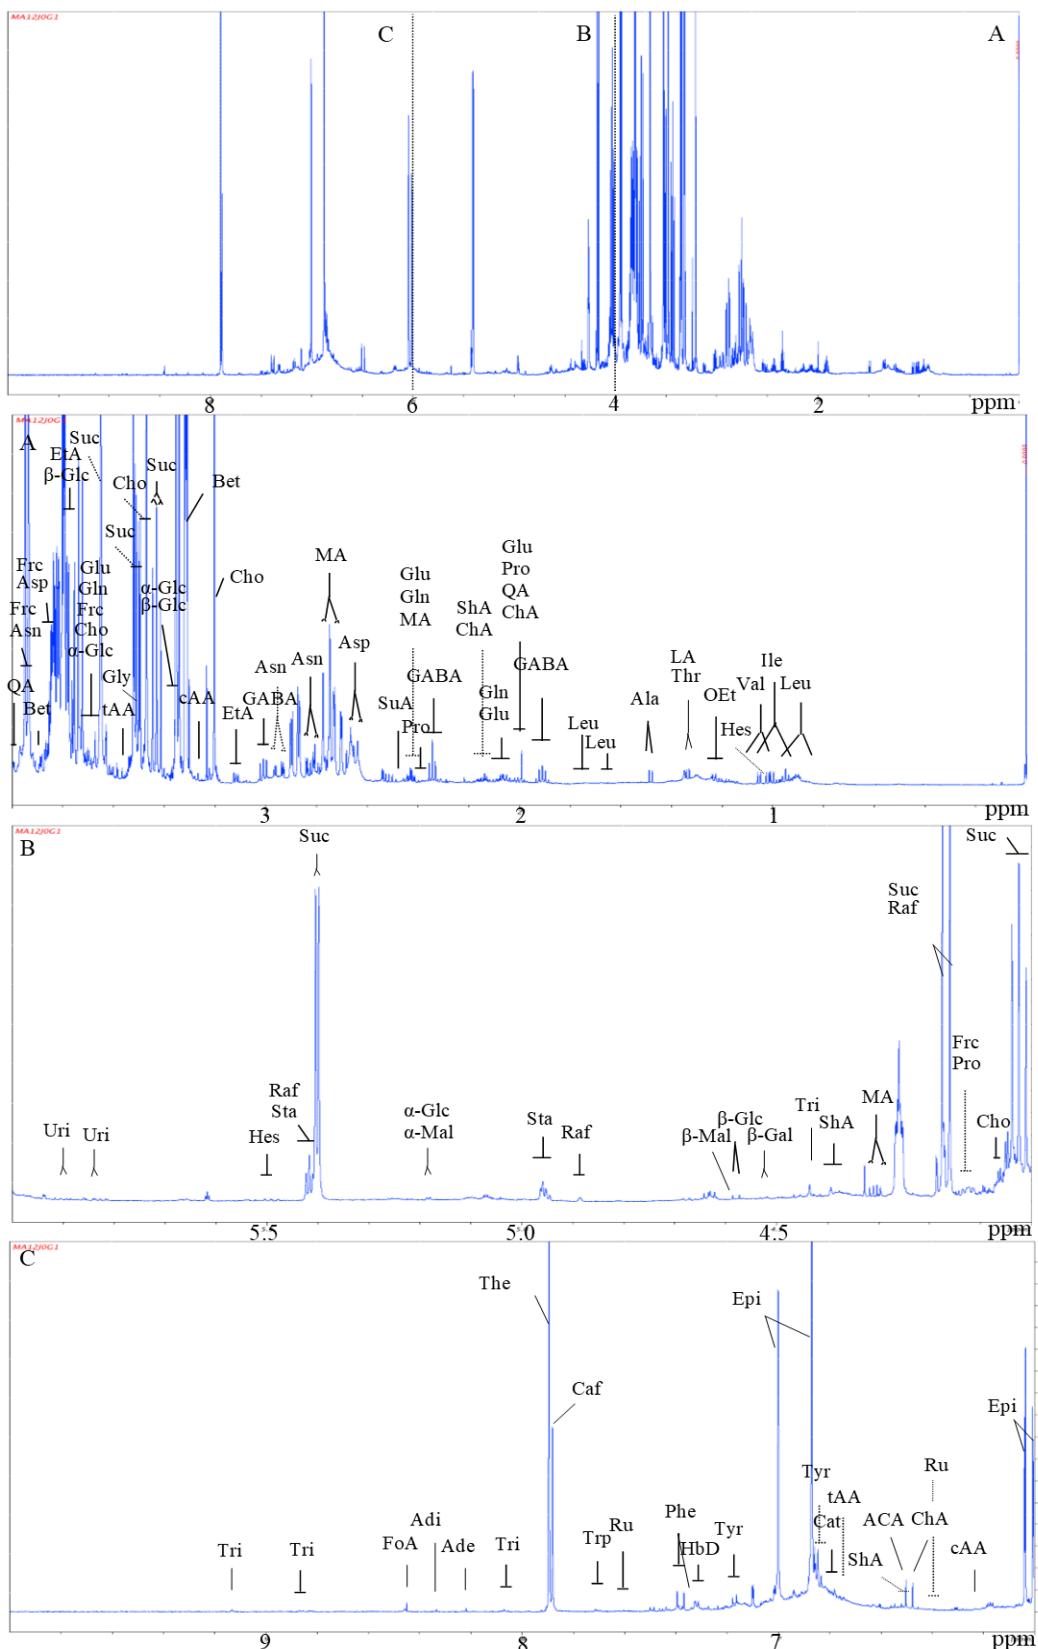 MA12J0G1
C
B
A
8
6
4
2
ppm
MA12J0G1
A
Suc
EtA
β-Glc
Suc
Cho
Bet
Suc
Frc
Asp
Glu
Gln
α-Glc
β-Glc
MA
Cho
Glu
Gln
MA
Glu
Pro
QA
ChA
ShA
ChA
Frc
Asn
Frc
Cho
α-Glc
Asn
Asn
Asp
GABA
GABA
LA
Thr
Ile
QA
Bet
tAA
Gly
cAA
EtA
GABA
SuA
Pro
Gln
Glu
Leu
Leu
Ala
OEt
Val
Leu
Hes
3
2
1
ppm
MA12J0G1
B
Suc
Suc
Suc
Raf
Frc
Pro
Raf
Sta
α-Glc
α-Mal
Uri
Uri
Hes
Sta
Raf
β-Mal
β-Glc
β-Gal
Tri
ShA
MA
Cho
5.5
5.0
4.5
ppm
MA12J0G1
C
The
Epi
Caf
Epi
Tyr
Ru
tAA
Phe
Cat
ACA
ChA
Tri
Tri
FoA
Adi
Ade
Tri
Trp
Ru
HbD
Tyr
ShA
cAA
9
8
7
ppm